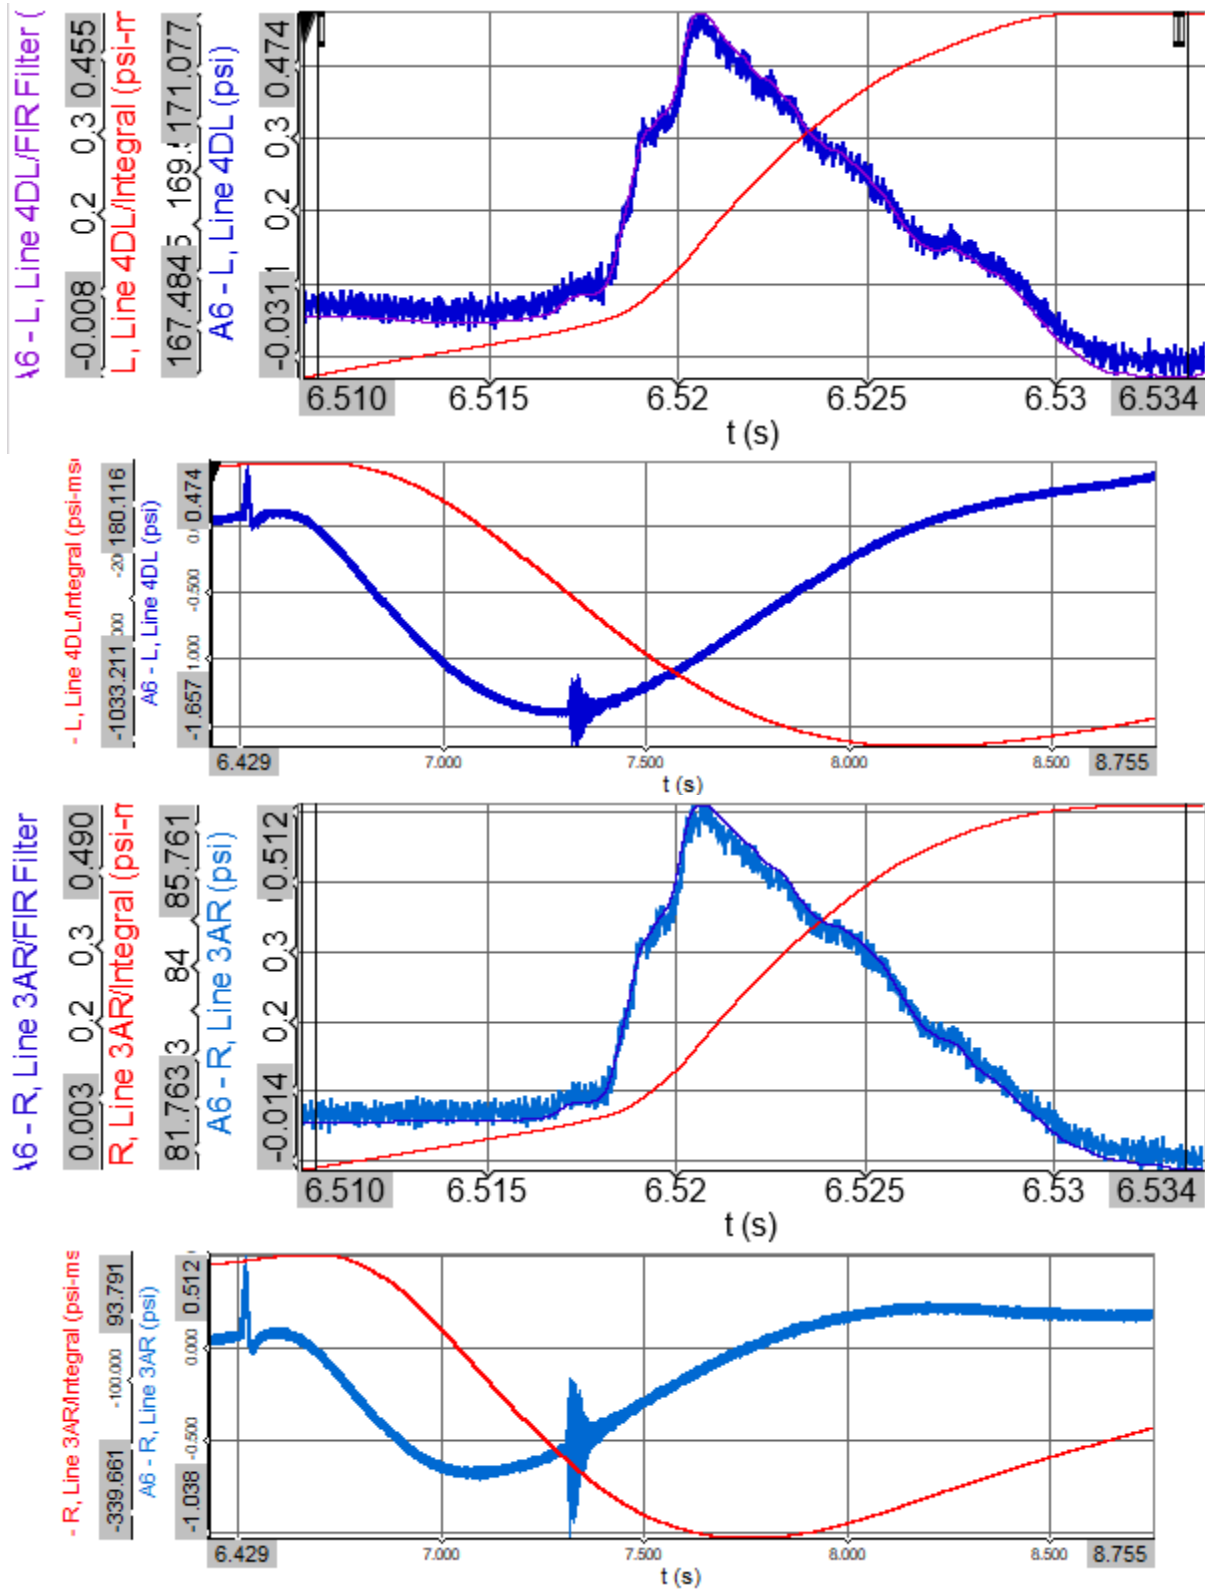 A6 - L, Line 4DL/FIR Filter (
-0.008 0.2 0.3 0.455
L, Line 4DL/Integral (psi-m
167.484 169. 171.077
A6 - L, Line 4DL (psi)
-0.031 0.2 0.3 0.474
6.510 6.515 6.52 6.525 6.53 6.534
t (s)
- L, Line 4DL/Integral (psi-ms
-1033.211 000 -20 180.116
A6 - L, Line 4DL (psi)
-1.657 1.000 -0.500 0. 0.474
6.429 7.000 7.500 8.000 8.500 8.755
t (s)
A6 - R, Line 3AR/FIR Filter
0.003 0.2 0.3 0.490
R, Line 3AR/Integral (psi-m
81.763 84 85.761
A6 - R, Line 3AR (psi)
-0.014 0.2 0.3 0.512
6.510 6.515 6.52 6.525 6.53 6.534
t (s)
- R, Line 3AR/Integral (psi-ms
-339.661 -100.000 93.791
A6 - R, Line 3AR (psi)
-1.038 -0.500 0.000 0.512
6.429 7.000 7.500 8.000 8.500 8.755
t (s)